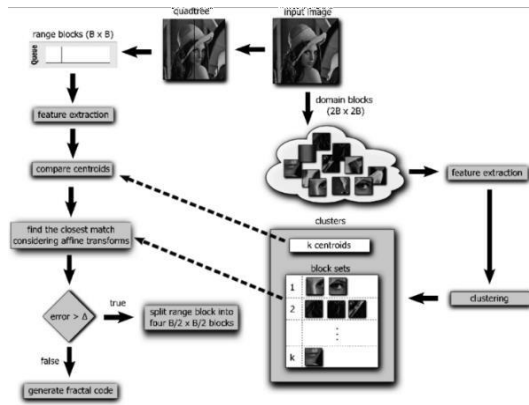 quadtree
input image
range blocks (B x B)
Queue
domain blocks
(2B x 2B)
feature extraction
feature extraction
compare centroids
clusters
k centroids
find the closest match
considering affine transforms
block sets
1
2
k
clustering
error > Δ
true
split range block into
four B/2 x B/2 blocks
false
generate fractal code